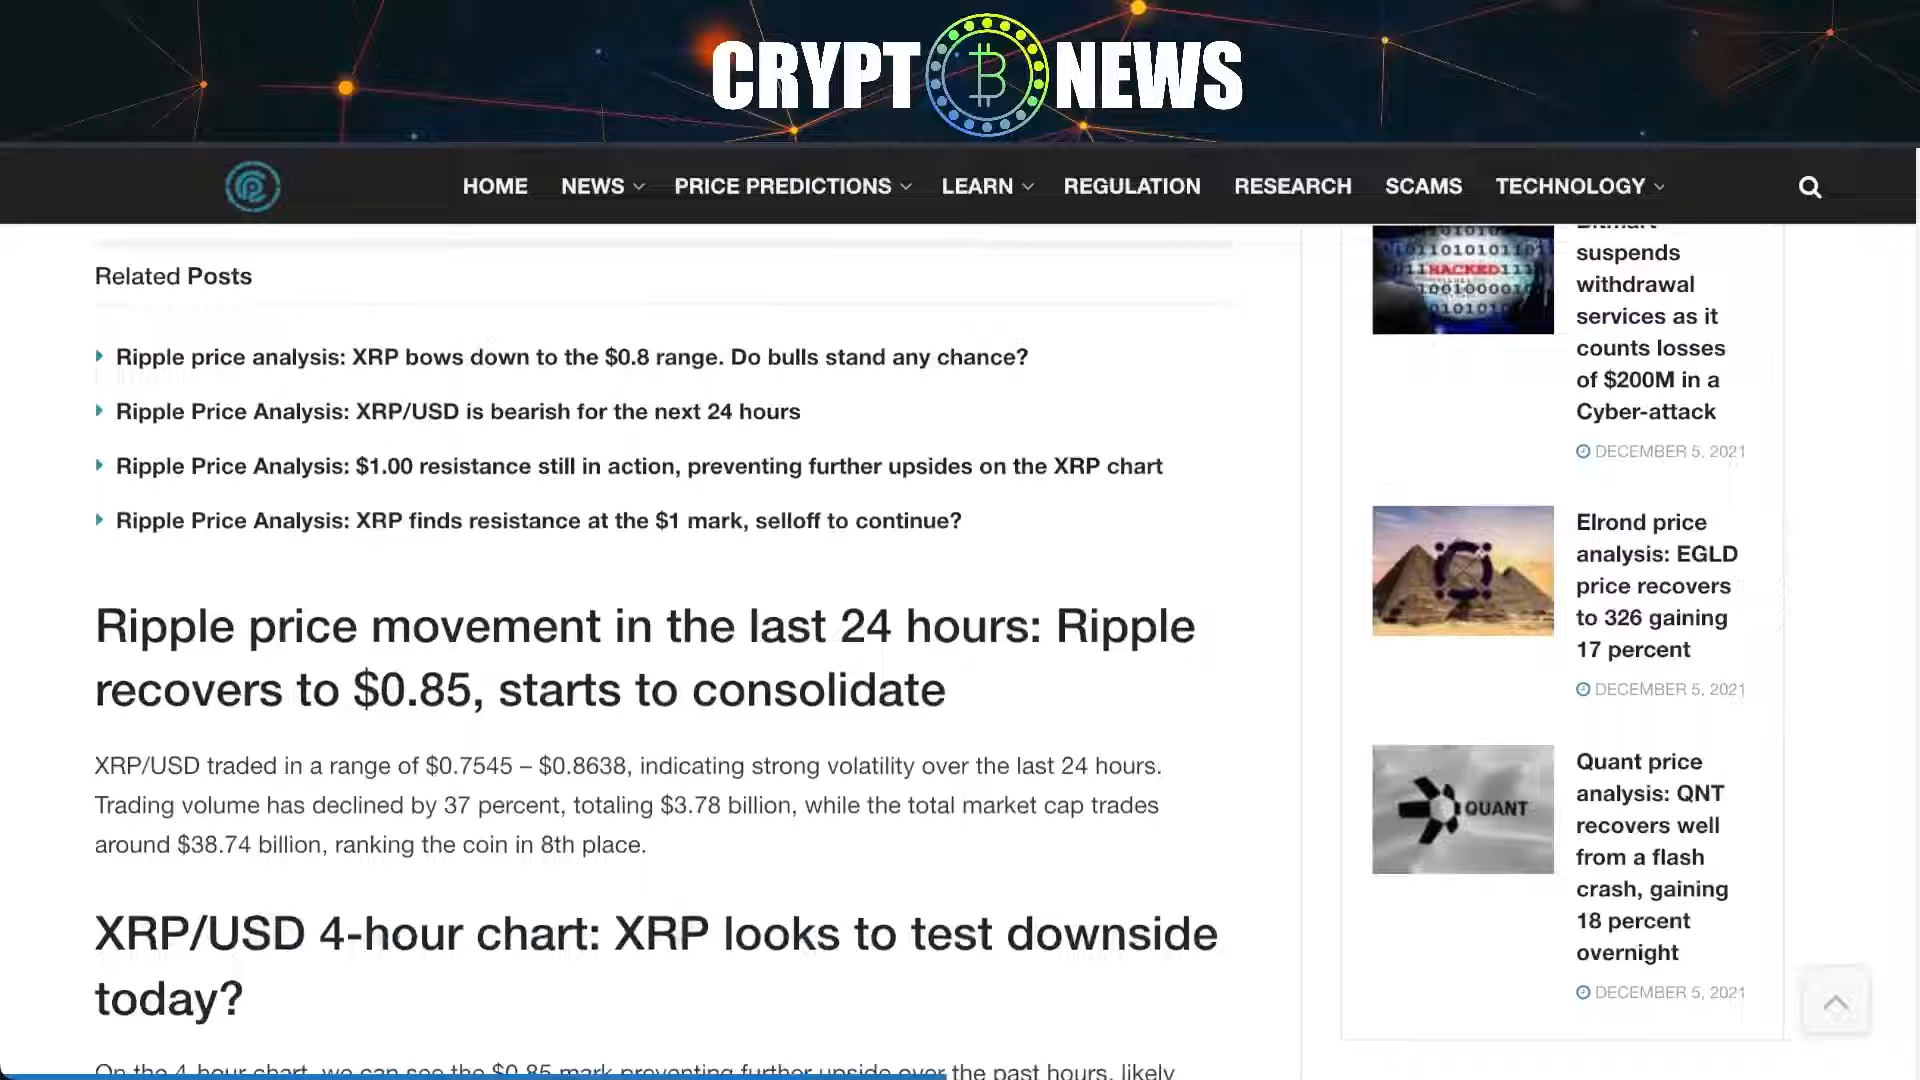 CRYPT NEWS
HOME NEWS PRICE PREDICTIONS LEARN REGULATION RESEARCH SCAMS TECHNOLOGY
Related Posts
Ripple price analysis: XRP bows down to the $0.8 range. Do bulls stand any chance?
Ripple Price Analysis: XRP/USD is bearish for the next 24 hours
Ripple Price Analysis: $1.00 resistance still in action, preventing further upsides on the XRP chart
Ripple Price Analysis: XRP finds resistance at the $1 mark, selloff to continue?
Ripple price movement in the last 24 hours: Ripple
recovers to $0.85, starts to consolidate
XRP/USD traded in a range of $0.7545 – $0.8638, indicating strong volatility over the last 24 hours.
Trading volume has declined by 37 percent, totaling $3.78 billion, while the total market cap trades
around $38.74 billion, ranking the coin in 8th place.
XRP/USD 4-hour chart: XRP looks to test downside
today?
On the 4-hour chart, we can see the $0.85 mark preventing further upside over the past hours, likely
HACKED
Bitmart
suspends
withdrawal
services as it
counts losses
of $200M in a
Cyber-attack
DECEMBER 5, 2021
Elrond price
analysis: EGLD
price recovers
to 326 gaining
17 percent
DECEMBER 5, 2021
QUANT
Quant price
analysis: QNT
recovers well
from a flash
crash, gaining
18 percent
overnight
DECEMBER 5, 2021